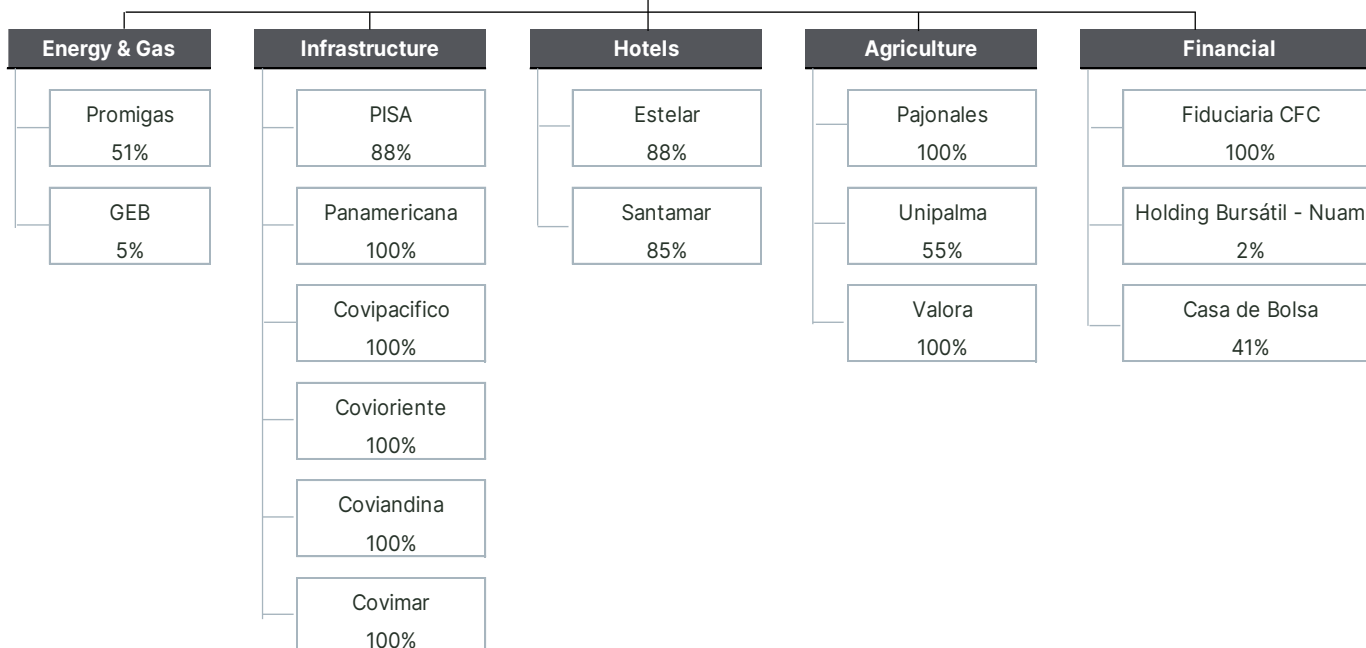 Energy & Gas
Promigas
51%
GEB
5%
Infrastructure
PISA
88%
Panamericana
100%
Covipacifico
100%
Covioriente
100%
Coviandina
100%
Covimar
100%
Hotels
Estelar
88%
Santamar
85%
Agriculture
Pajonales
100%
Unipalma
55%
Valora
100%
Financial
Fiduciaria CFC
100%
Holding Bursátil - Nuam
2%
Casa de Bolsa
41%